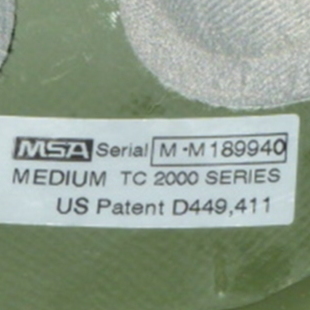 MSA Serial M-M189940
MEDIUM TC 2000 SERIES
US Patent D449,411